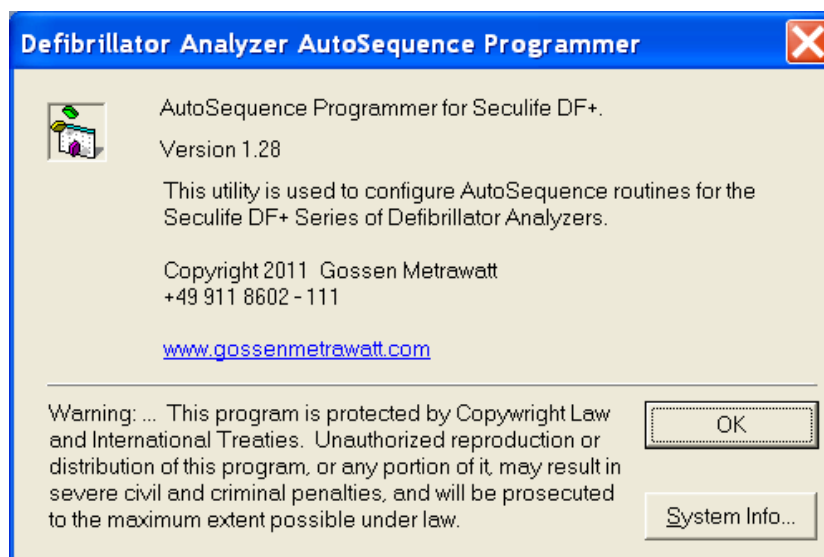 Defibrillator Analyzer AutoSequence Programmer
AutoSequence Programmer for Seculife DF+.
Version 1.28
This utility is used to configure AutoSequence routines for the
Seculife DF+ Series of Defibrillator Analyzers.
Copyright 2011  Gossen Metrawatt
+49 911 8602 - 111
www.gossenmetrawatt.com
Warning: ...  This program is protected by Copywright Law
and International Treaties.  Unauthorized reproduction or
distribution of this program, or any portion of it, may result in
severe civil and criminal penalties, and will be prosecuted
to the maximum extent possible under law.
OK
System Info...